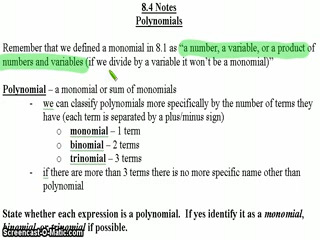 8.4 Notes
Polynomials
Remember that we defined a monomial in 8.1 as "a number, a variable, or a product of
numbers and variables (if we divide by a variable it won't be a monomial)"
Polynomial – a monomial or sum of monomials
- we can classify polynomials more specifically by the number of terms they
have (each term is separated by a plus/minus sign)
o monomial – 1 term
o binomial – 2 terms
o trinomial – 3 terms
- if there are more than 3 terms there is no more specific name other than
polynomial
State whether each expression is a polynomial. If yes identify it as a monomial,
binomial, or trinomial if possible.
Screencast-O-Matic.com